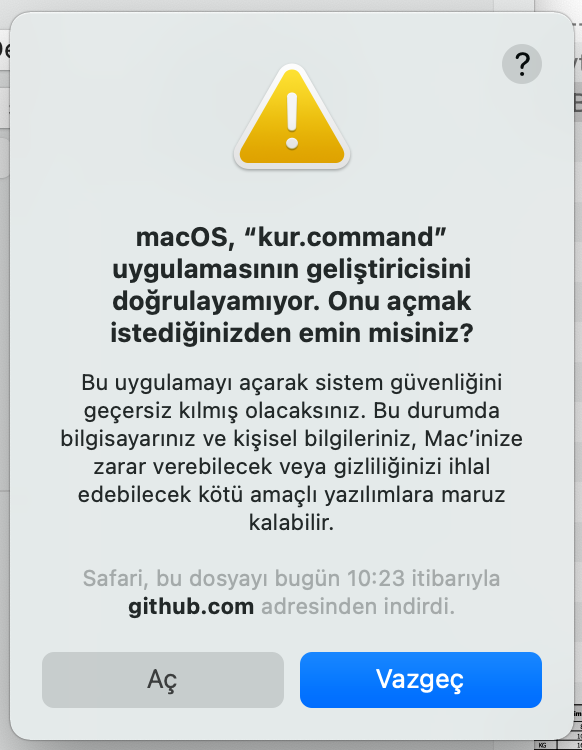 ?
macOS, “kur.command”
uygulamasının geliştiricisini
doğrulayamıyor. Onu açmak
istediğinizden emin misiniz?
Bu uygulamayı açarak sistem güvenliğini
geçersiz kılmış olacaksınız. Bu durumda
bilgisayarınız ve kişisel bilgileriniz, Mac’inize
zarar verebilecek veya gizliliğinizi ihlal
edebilecek kötü amaçlı yazılımlara maruz
kalabilir.
Safari, bu dosyayı bugün 10:23 itibarıyla
github.com adresinden indirdi.
Aç
Vazgeç
KG